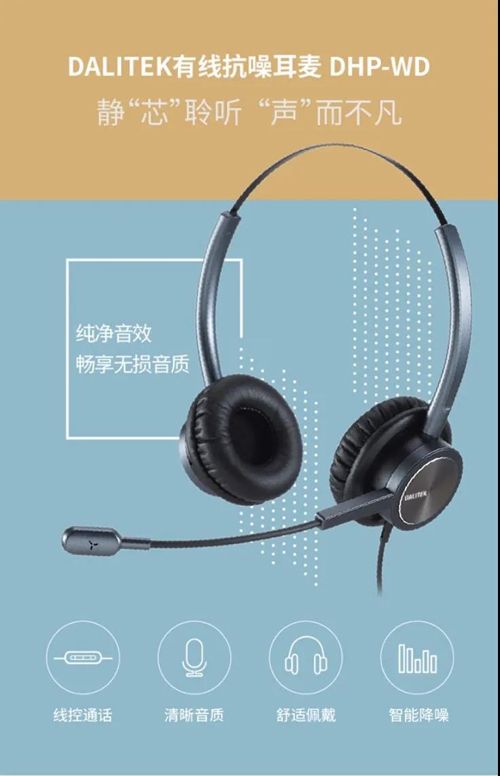 DALITEK有线抗噪耳麦 DHP-WD
静“芯”聆听 “声”而不凡
纯净音效
畅享无损音质
DALITEK
线控通话
清晰音质
舒适佩戴
智能降噪